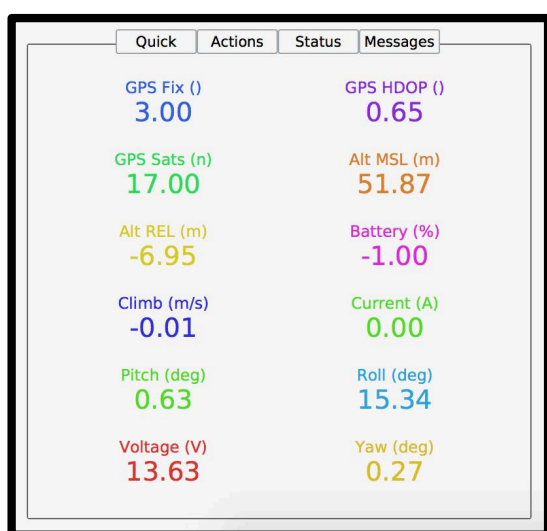 Quick Actions Status Messages
GPS Fix () GPS HDOP ()
3.00 0.65
GPS Sats (n) Alt MSL (m)
17.00 51.87
Alt REL (m) Battery (%)
-6.95 -1.00
Climb (m/s) Current (A)
-0.01 0.00
Pitch (deg) Roll (deg)
0.63 15.34
Voltage (V) Yaw (deg)
13.63 0.27